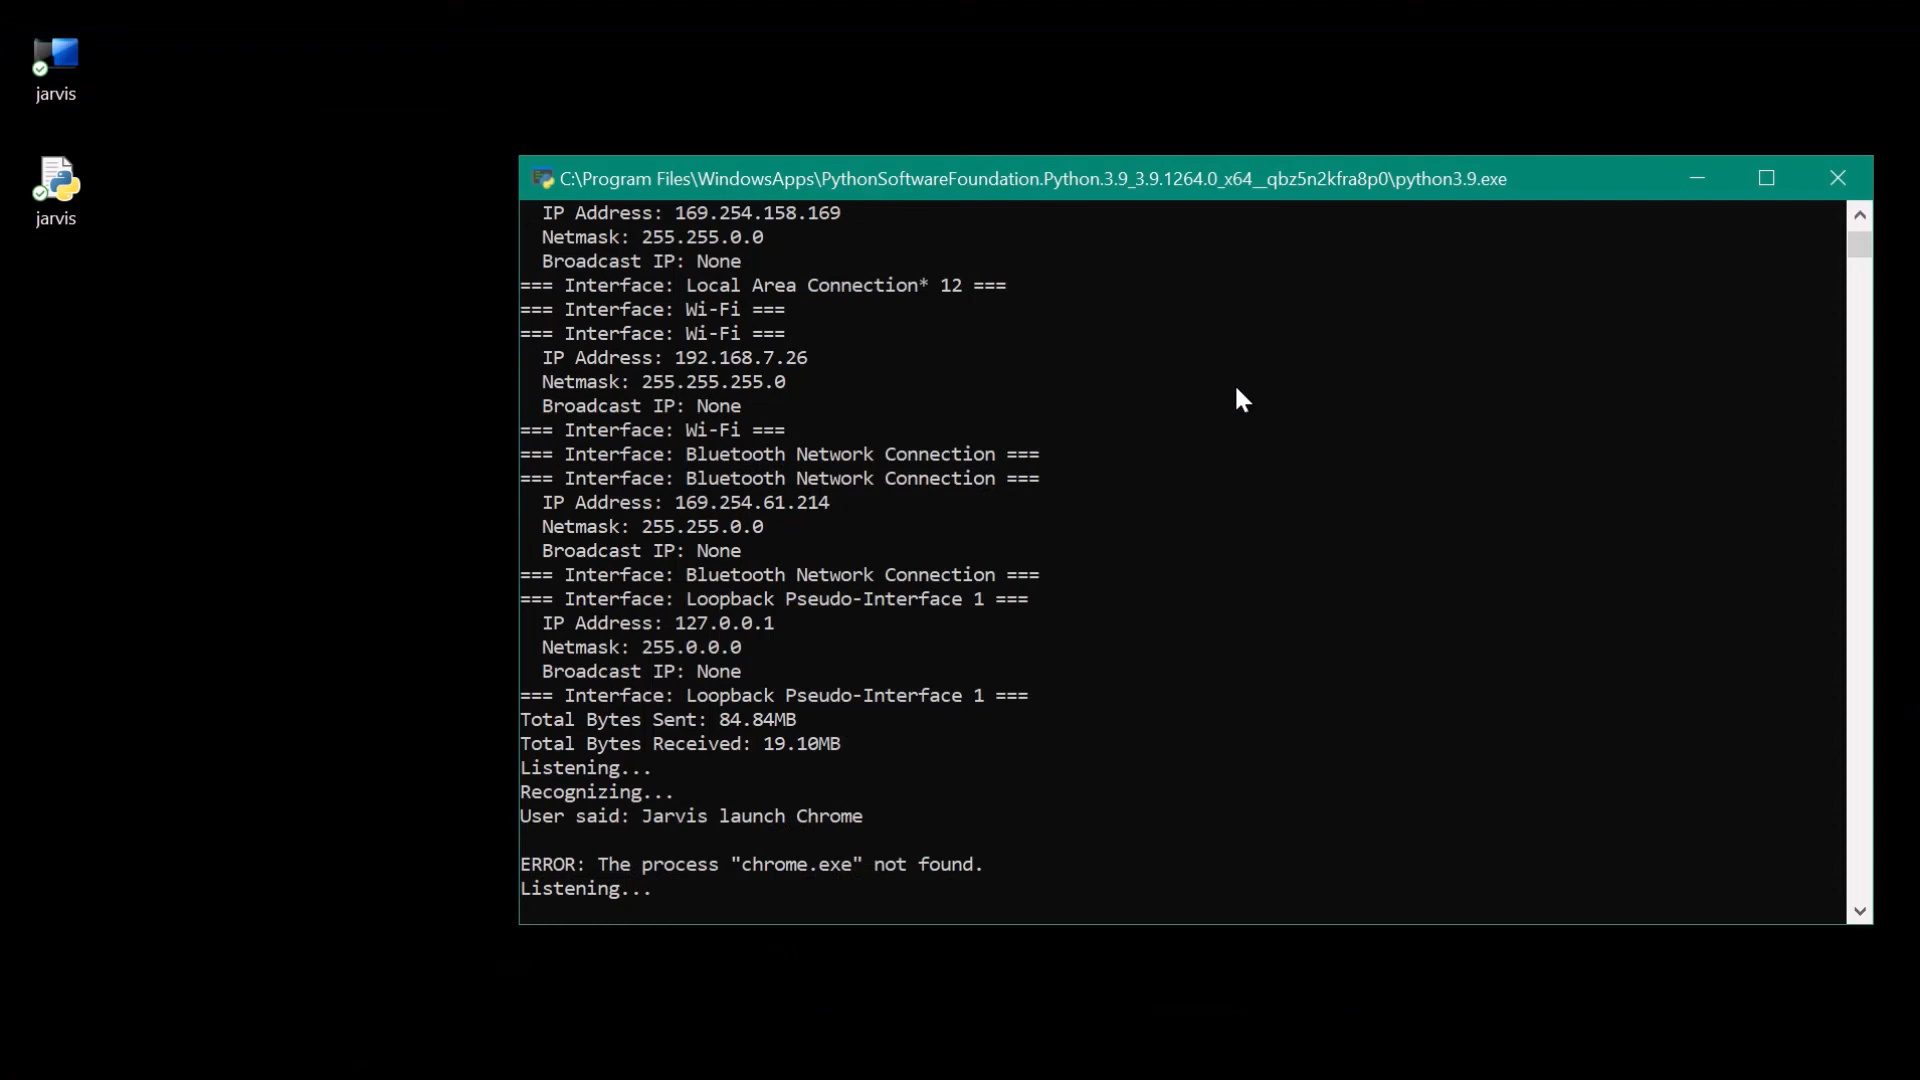 jarvis
jarvis
C:\Program Files\WindowsApps\PythonSoftwareFoundation.Python.3.9_3.9.1264.0_x64__qbz5n2kfra8p0\python3.9.exe
IP Address: 169.254.158.169
Netmask: 255.255.0.0
Broadcast IP: None
=== Interface: Local Area Connection* 12 ===
=== Interface: Wi-Fi ===
=== Interface: Wi-Fi ===
IP Address: 192.168.7.26
Netmask: 255.255.255.0
Broadcast IP: None
=== Interface: Wi-Fi ===
=== Interface: Bluetooth Network Connection ===
=== Interface: Bluetooth Network Connection ===
IP Address: 169.254.61.214
Netmask: 255.255.0.0
Broadcast IP: None
=== Interface: Bluetooth Network Connection ===
=== Interface: Loopback Pseudo-Interface 1 ===
IP Address: 127.0.0.1
Netmask: 255.0.0.0
Broadcast IP: None
=== Interface: Loopback Pseudo-Interface 1 ===
Total Bytes Sent: 84.84MB
Total Bytes Received: 19.10MB
Listening...
Recognizing...
User said: Jarvis launch Chrome
ERROR: The process "chrome.exe" not found.
Listening...